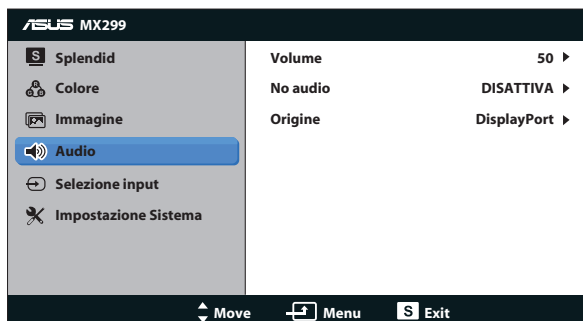 ASUS MX299
S Splendid
Colore
Immagine
Audio
Selezione input
Impostazione Sistema
Volume 50
No audio DISATTIVA
Origine DisplayPort
Move Menu S Exit